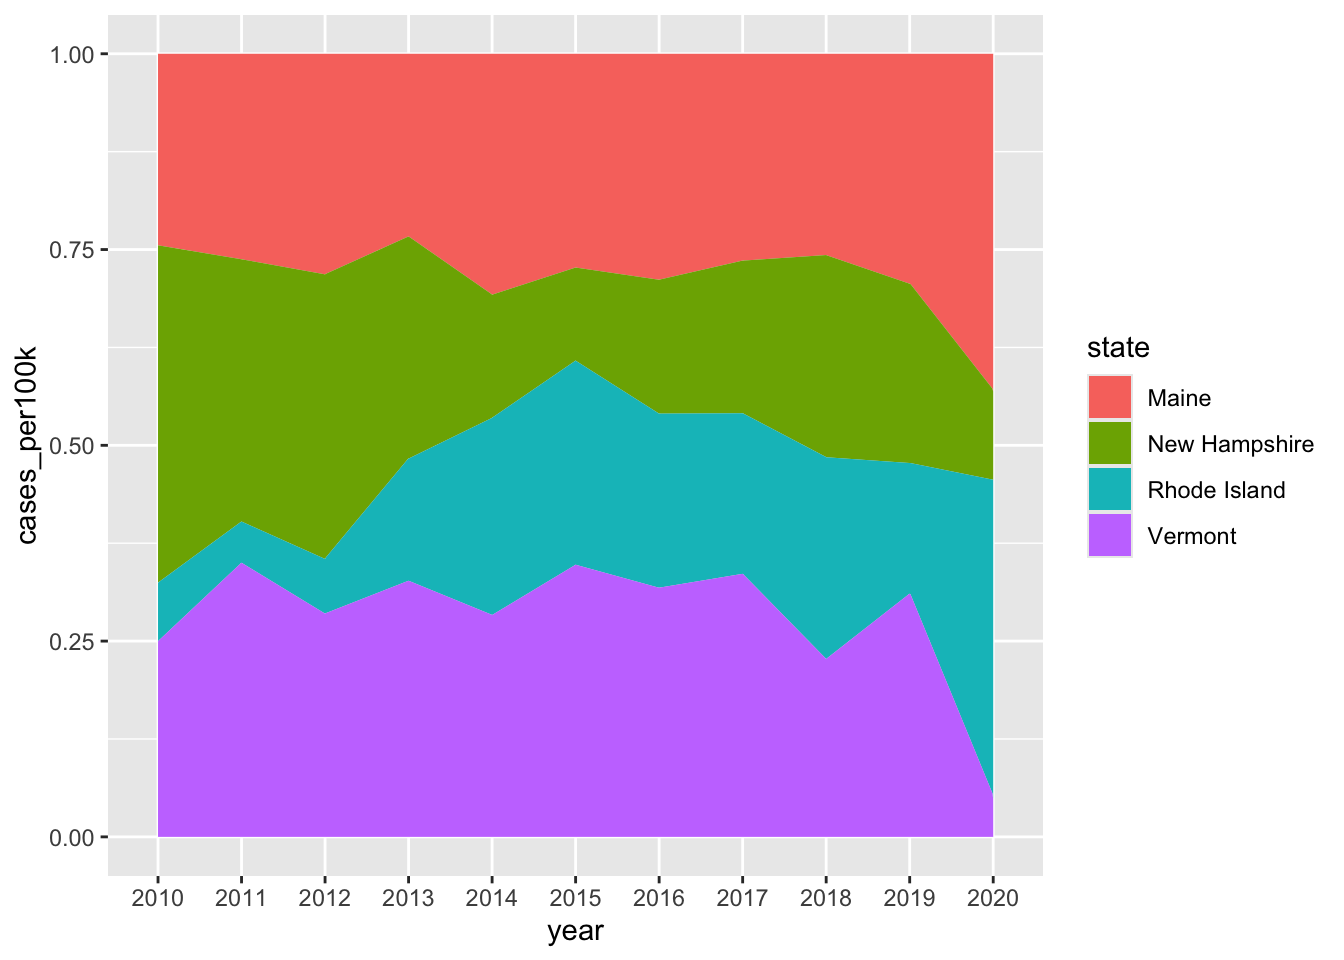 1.00
0.75
0.50
0.25
0.00
cases_per100k
2010 2011 2012 2013 2014 2015 2016 2017 2018 2019 2020
year
state
Maine
New Hampshire
Rhode Island
Vermont